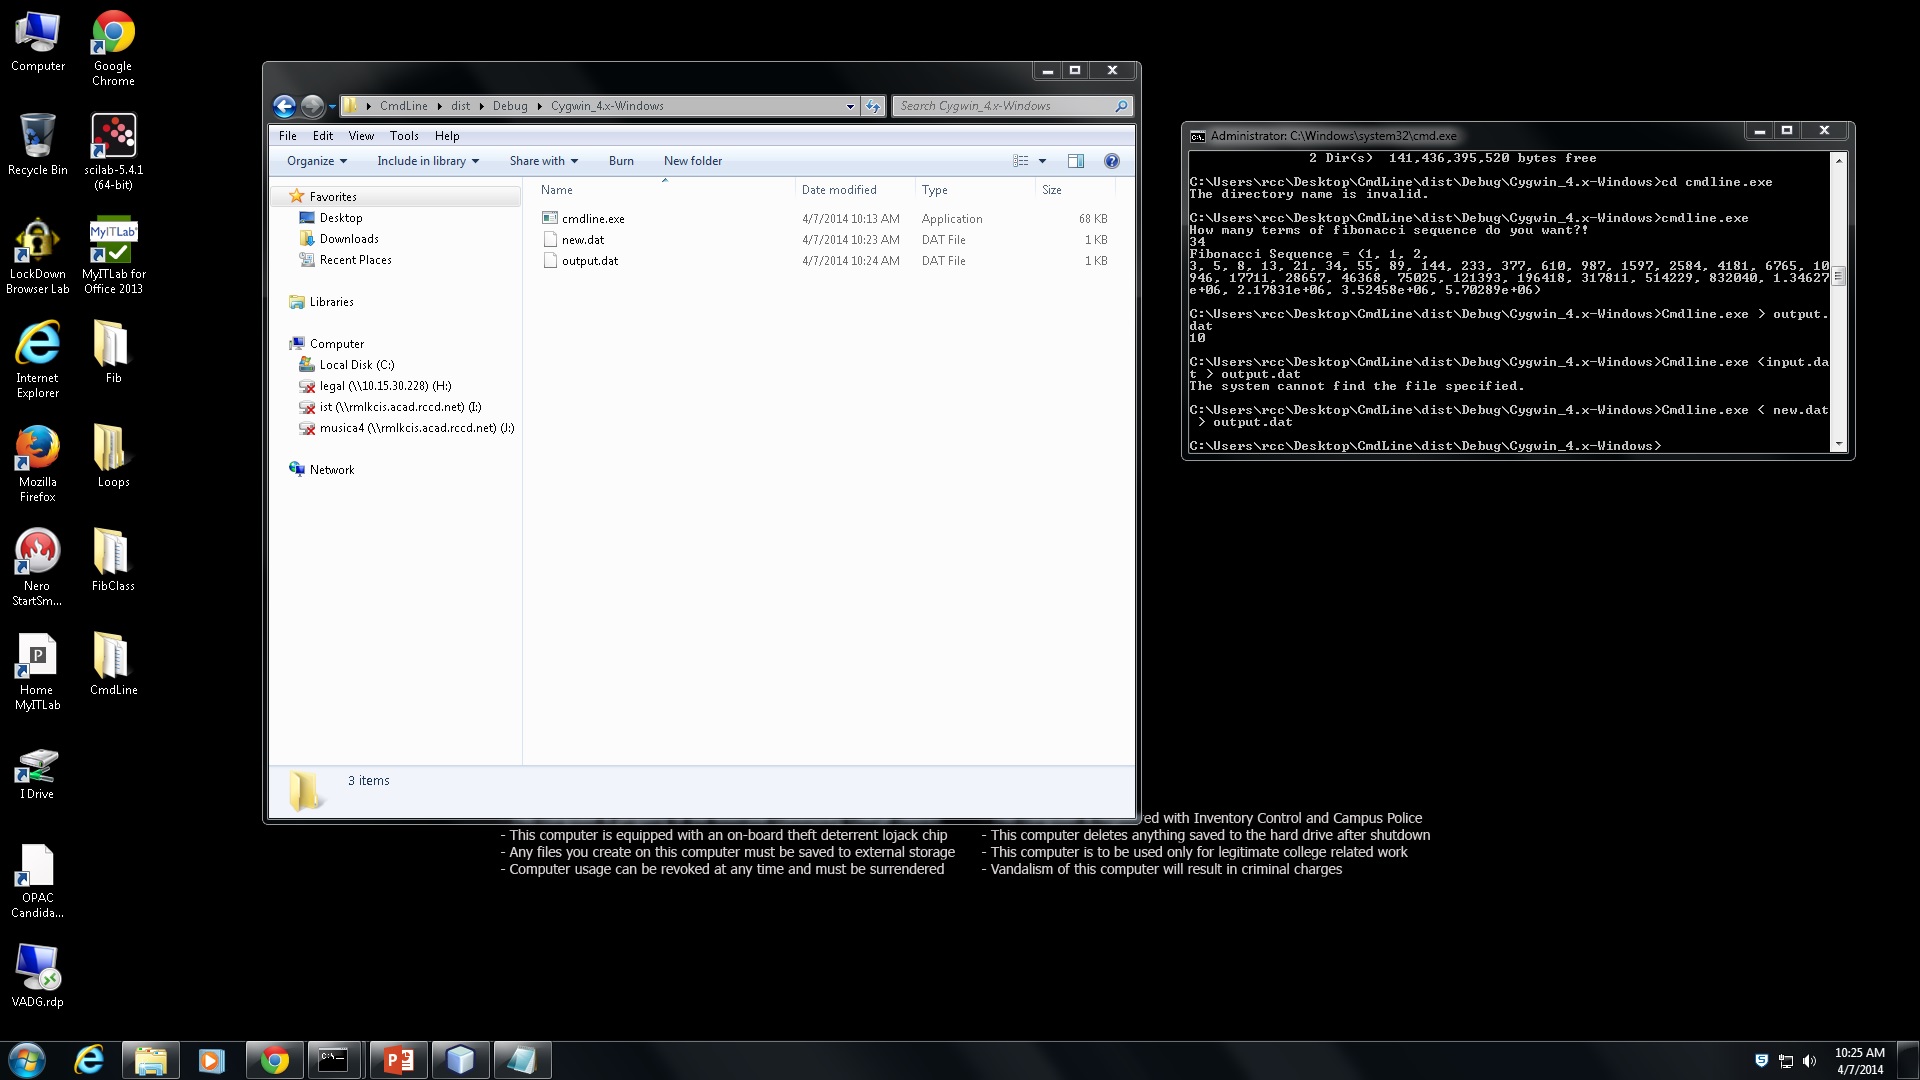 Computer
Google
Chrome
Recycle Bin
scilab-5.4.1
(64-bit)
LockDown
Browser Lab
MyITLab®
MyITLab for
Office 2013
Internet
Explorer
Fib
Mozilla
Firefox
Loops
Nero
StartSm...
FibClass
P
Home
MyITLab
CmdLine
I Drive
OPAC
Candida...
VADG.rdp
CmdLine dist Debug Cygwin_4.x-Windows
Search Cygwin_4.x-Windows
File Edit View Tools Help
Organize Include in library Share with Burn New folder
Name Date modified Type Size
Favorites
Desktop
Downloads
Recent Places
Libraries
Computer
Local Disk (C:)
legal (\\10.15.30.228) (H:)
ist (\\rmlkcis.acad.rccd.net) (I:)
musica4 (\\rmlkcis.acad.rccd.net) (J:)
Network
cmdline.exe 4/7/2014 10:13 AM Application 68 KB
new.dat 4/7/2014 10:23 AM DAT File 1 KB
output.dat 4/7/2014 10:24 AM DAT File 1 KB
3 items
Administrator: C:\Windows\system32\cmd.exe
2 Dir(s) 141,436,395,520 bytes free
C:\Users\rcc\Desktop\CmdLine\dist\Debug\Cygwin_4.x-Windows>cd cmdline.exe
The directory name is invalid.
C:\Users\rcc\Desktop\CmdLine\dist\Debug\Cygwin_4.x-Windows>cmdline.exe
How many terms of fibonacci sequence do you want?!
34
Fibonacci Sequence = {1, 1, 2,
3, 5, 8, 13, 21, 34, 55, 89, 144, 233, 377, 610, 987, 1597, 2584, 4181, 6765, 10
946, 17711, 28657, 46368, 75025, 121393, 196418, 317811, 514229, 832040, 1.34627
e+06, 2.17831e+06, 3.52458e+06, 5.70289e+06}
C:\Users\rcc\Desktop\CmdLine\dist\Debug\Cygwin_4.x-Windows>Cmdline.exe > output.
dat
10
C:\Users\rcc\Desktop\CmdLine\dist\Debug\Cygwin_4.x-Windows>Cmdline.exe <input.da
t > output.dat
The system cannot find the file specified.
C:\Users\rcc\Desktop\CmdLine\dist\Debug\Cygwin_4.x-Windows>Cmdline.exe < new.dat
> output.dat
C:\Users\rcc\Desktop\CmdLine\dist\Debug\Cygwin_4.x-Windows>
- This computer is equipped with an on-board theft deterrent lojack chip
- Any files you create on this computer must be saved to external storage
- Computer usage can be revoked at any time and must be surrendered
with Inventory Control and Campus Police
- This computer deletes anything saved to the hard drive after shutdown
- This computer is to be used only for legitimate college related work
- Vandalism of this computer will result in criminal charges
10:25 AM
4/7/2014